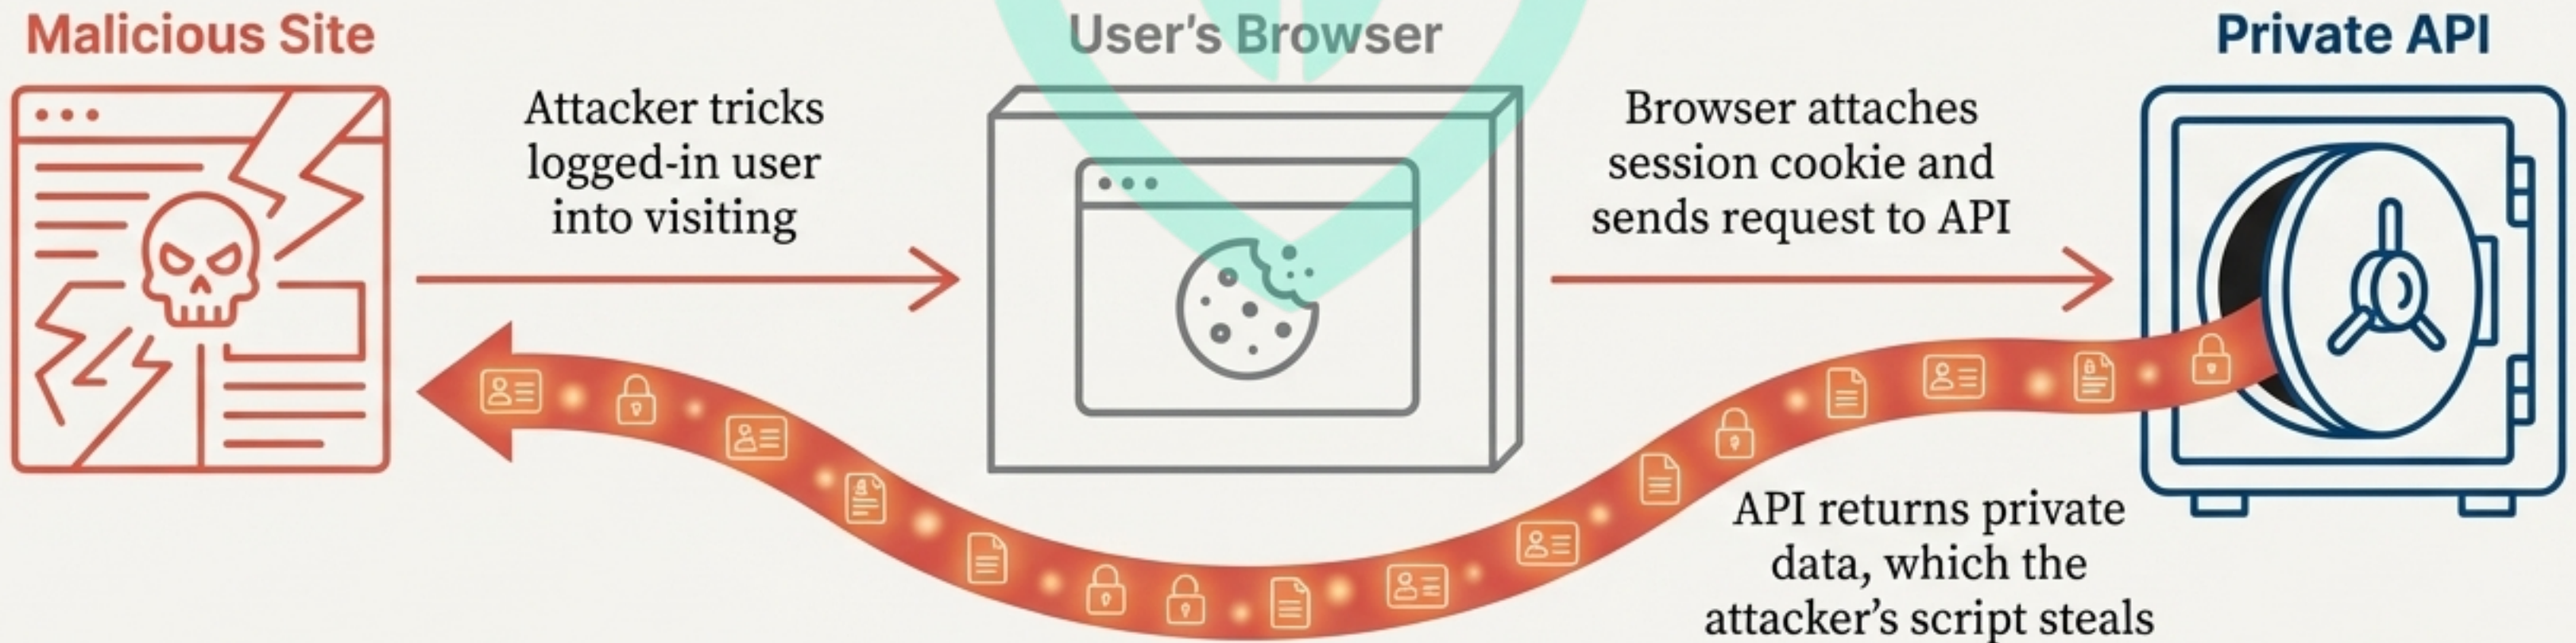 Malicious Site
User's Browser
Private API
Attacker tricks
logged-in user
into visiting
Browser attaches
session cookie and
sends request to API
API returns private
data, which the
attacker's script steals